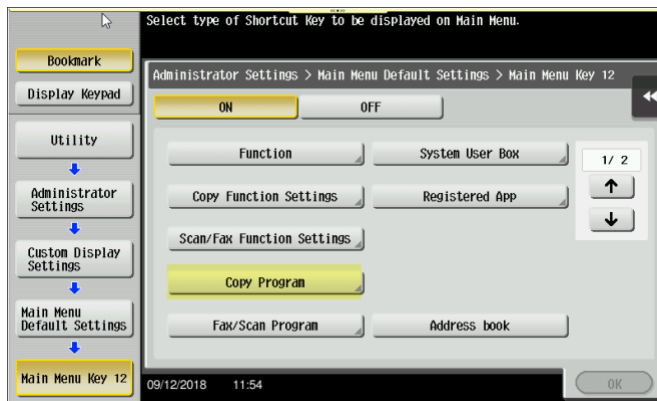 Select type of Shortcut Key to be displayed on Main Menu.
Bookmark
Display Keypad
Utility
Administrator
Settings
Custom Display
Settings
Main Menu
Default Settings
Main Menu Key 12
Administrator Settings > Main Menu Default Settings > Main Menu Key 12
ON
OFF
Function
System User Box
1/ 2
Copy Function Settings
Registered App
Scan/Fax Function Settings
Copy Program
Fax/Scan Program
Address book
09/12/2018 11:54
OK